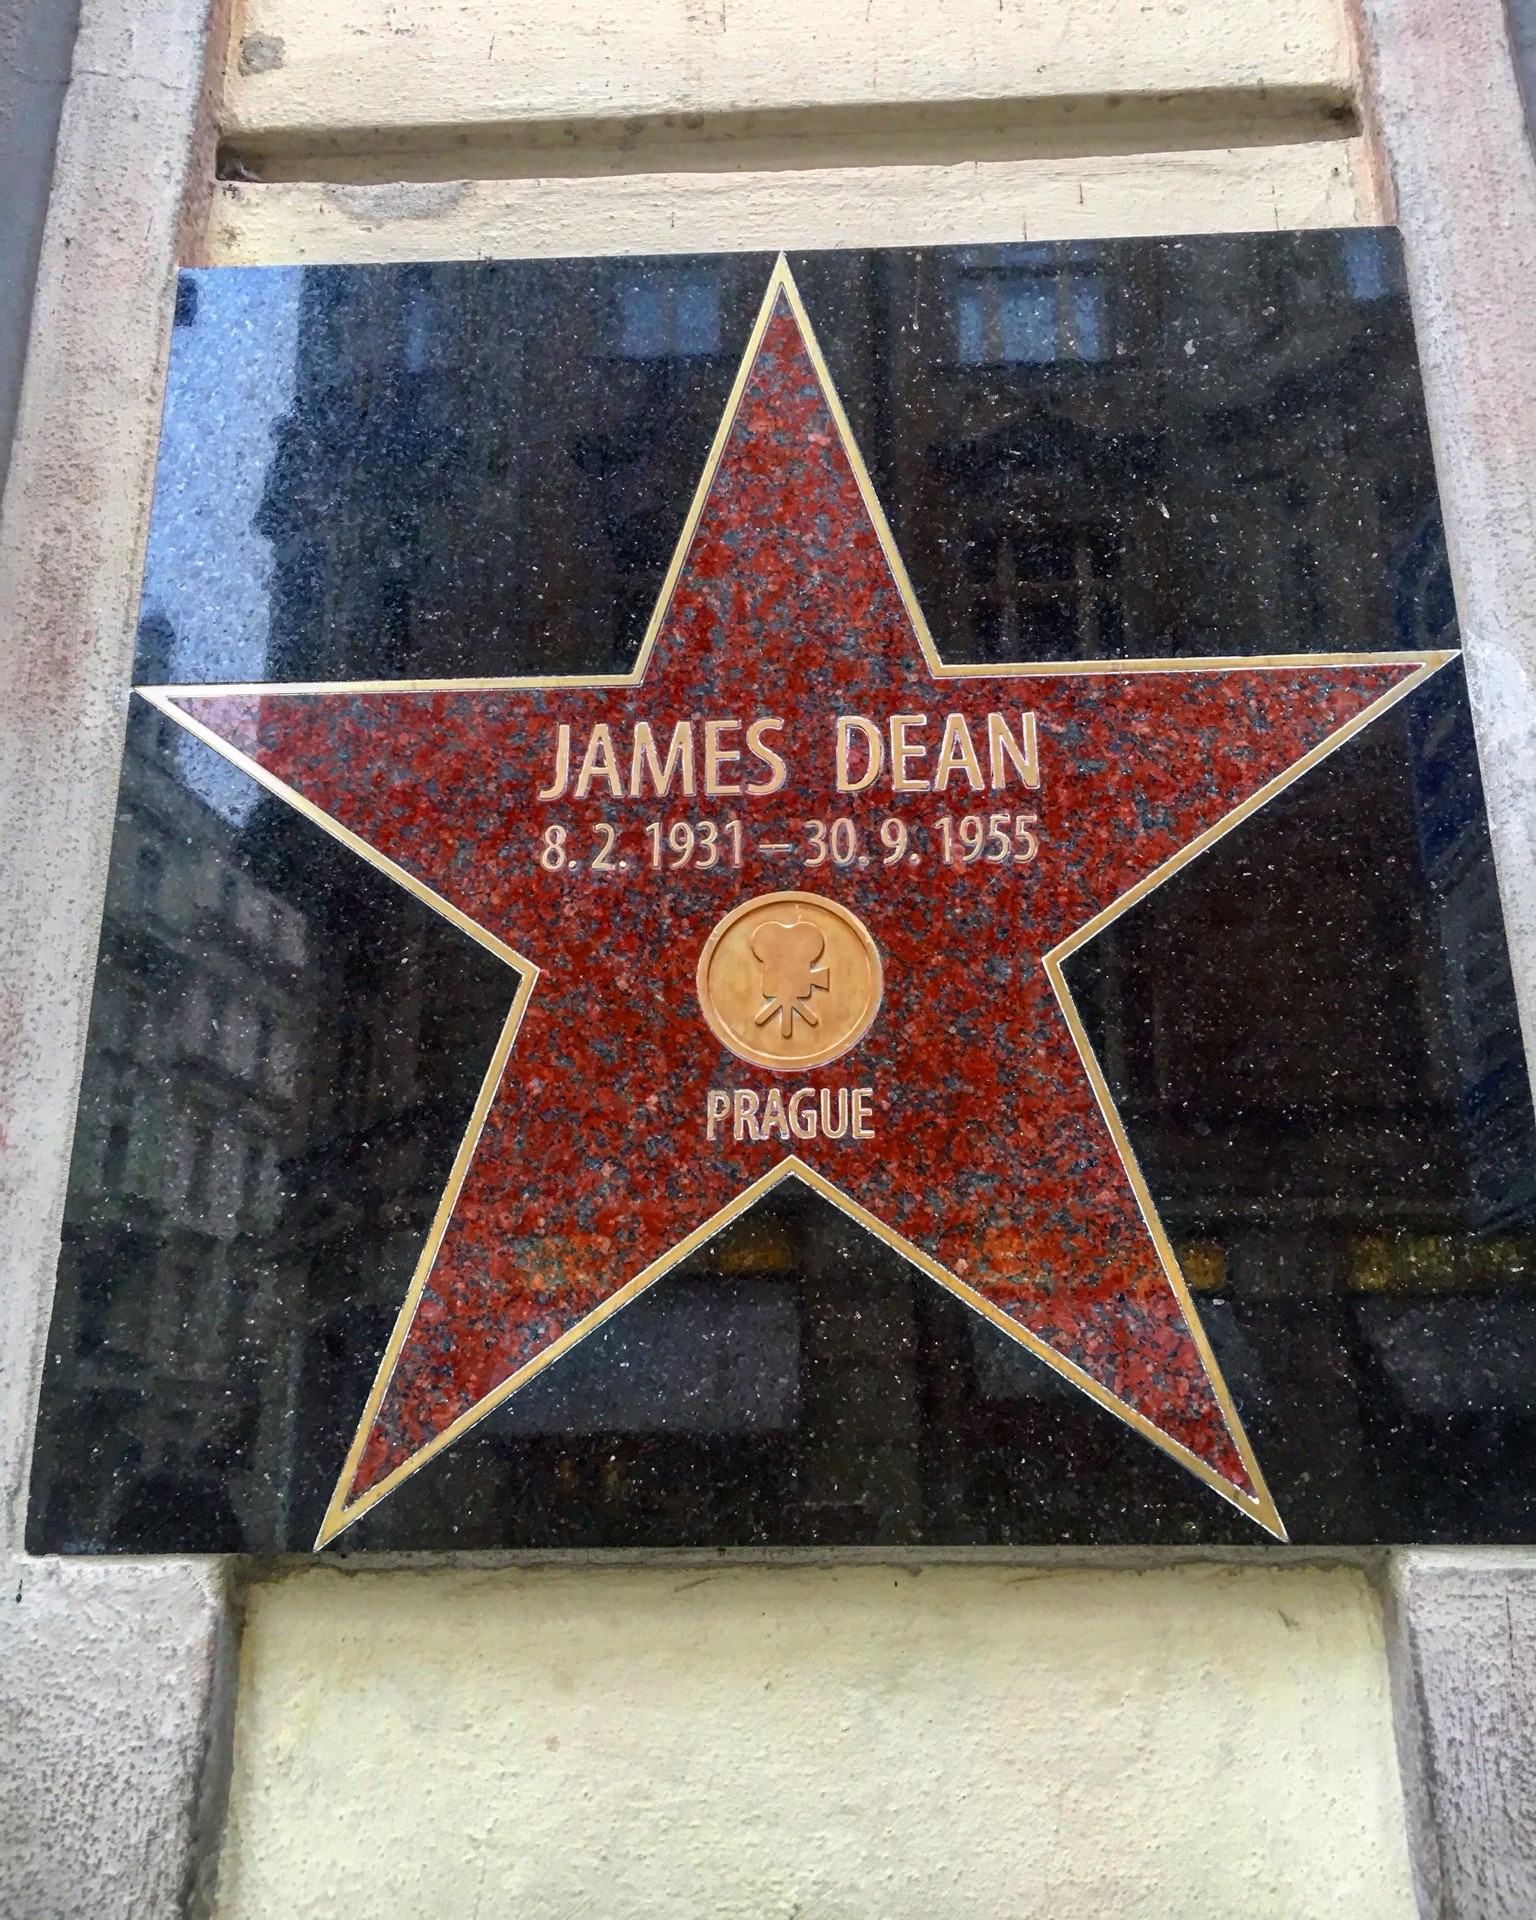 JAMES DEAN
8. 2. 1931 – 30. 9. 1955
PRAGUE